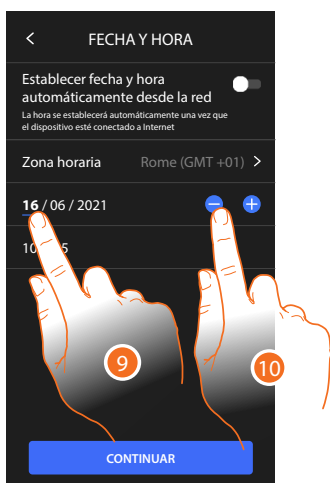 FECHA Y HORA
Establecer fecha y hora
automáticamente desde la red
La hora se establecerá automáticamente una vez que
el dispositivo esté conectado a Internet
Zona horaria Rome (GMT +01)
16 / 06 / 2021
9
10
CONTINUAR